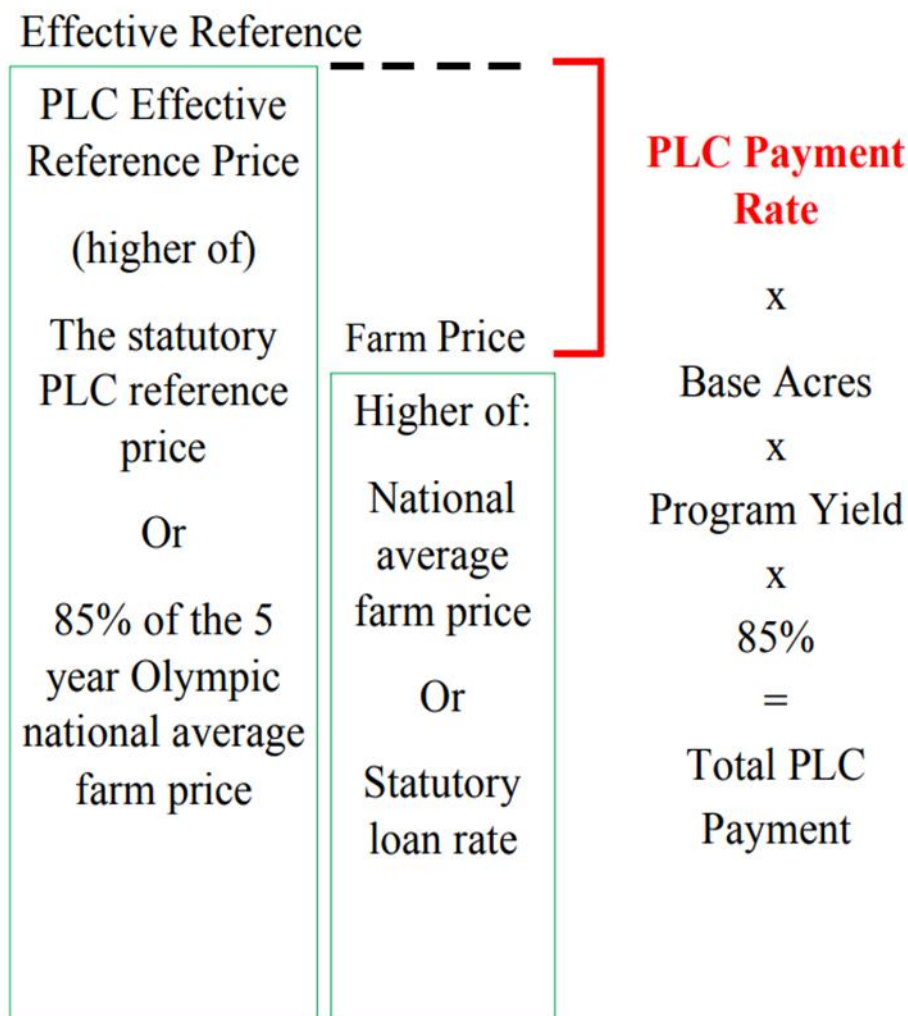 Effective Reference
PLC Effective
Reference Price
(higher of)
The statutory
PLC reference
price
Or
85% of the 5
year Olympic
national average
farm price
Farm Price
Higher of:
National
average
farm price
Or
Statutory
loan rate
PLC Payment
Rate
x
Base Acres
x
Program Yield
x
85%
=
Total PLC
Payment